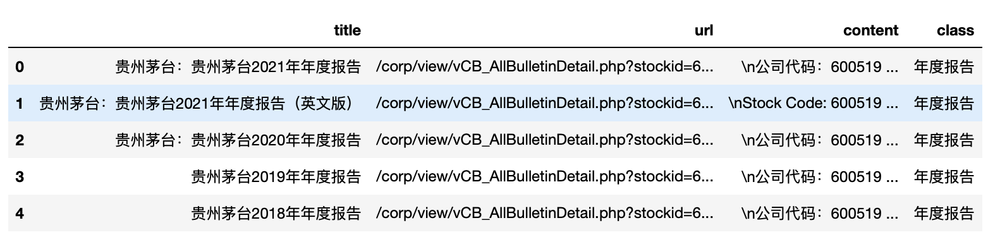 title url content class
0 贵州茅台：贵州茅台2021年年度报告 /corp/view/vCB_AllBulletinDetail.php?stockid=6... \n公司代码：600519 ... 年度报告
1 贵州茅台：贵州茅台2021年年度报告（英文版） /corp/view/vCB_AllBulletinDetail.php?stockid=6... \nStock Code: 600519 ... 年度报告
2 贵州茅台：贵州茅台2020年年度报告 /corp/view/vCB_AllBulletinDetail.php?stockid=6... \n公司代码：600519 ... 年度报告
3 贵州茅台2019年年度报告 /corp/view/vCB_AllBulletinDetail.php?stockid=6... \n公司代码：600519 ... 年度报告
4 贵州茅台2018年年度报告 /corp/view/vCB_AllBulletinDetail.php?stockid=6... \n公司代码：600519 ... 年度报告